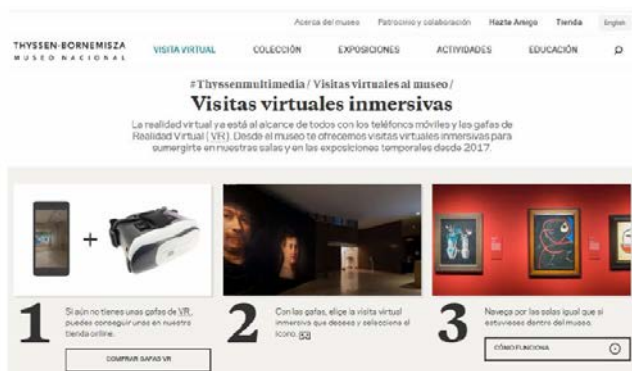 Acerca del museo Patrocinio y colaboración Hazte Amigo Tienda English
THYSSEN-BORNEMISZA
MUSEO NACIONAL
VISITA VIRTUAL COLECCIÓN EXPOSICIONES ACTIVIDADES EDUCACIÓN
#Thyssenmultimedia / Visitas virtuales al museo /
Visitas virtuales inmersivas
La realidad virtual ya está al alcance de todos con los teléfonos móviles y las gafas de
Realidad Virtual ( VR). Desde el museo te ofrecemos visitas virtuales inmersivas para
sumergirte en nuestras salas y en las exposiciones temporales desde 2017.
+
1
Si aún no tienes unas gafas de VR,
puedes conseguir unas en nuestra
tienda online.
COMPRAR GAFAS VR
2
Con las gafas, elige la visita virtual
inmersiva que desees y selecciona el
icono.
3
Navega por las salas igual que si
estuvieses dentro del museo.
CÓMO FUNCIONA